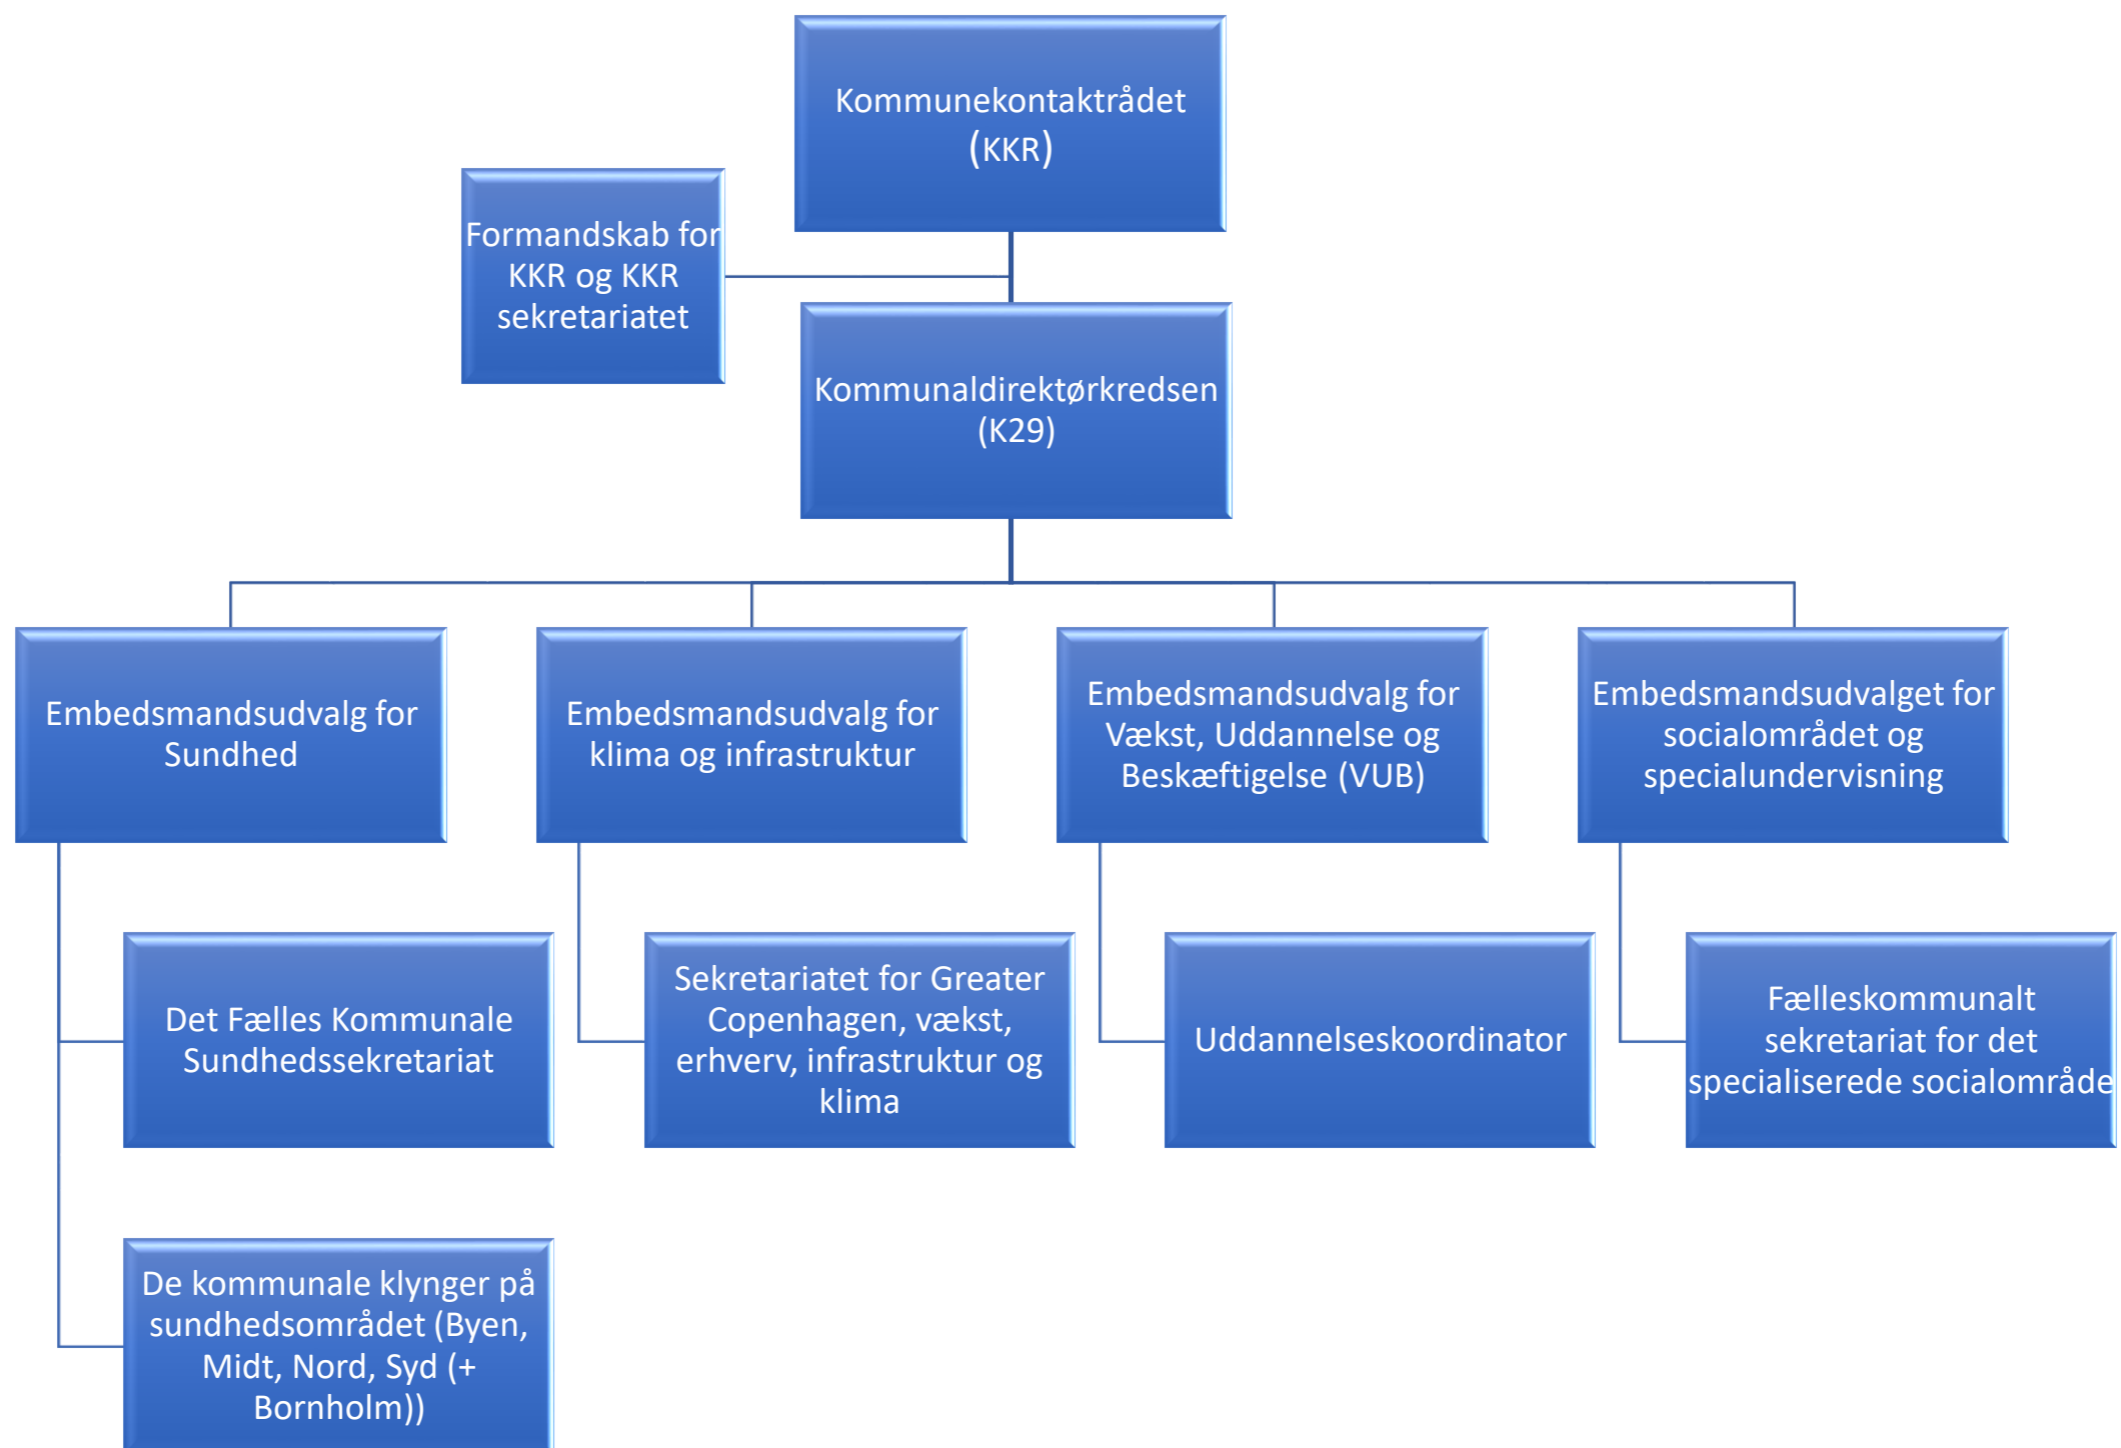 Kommunekontaktrådet
(KKR)
Formandskab for
KKR og KKR
sekretariatet
Kommunaldirektørkredsen
(K29)
Embedsmandsudvalg for
Sundhed
Embedsmandsudvalg for
klima og infrastruktur
Embedsmandsudvalg for
Vækst, Uddannelse og
Beskæftigelse (VUB)
Embedsmandsudvalget for
socialområdet og
specialundervisning
Det Fælles Kommunale
Sundhedssekretariat
Sekretariatet for Greater
Copenhagen, vækst,
erhverv, infrastruktur og
klima
Uddannelseskoordinator
Fælleskommunalt
sekretariat for det
specialiserede socialområde
De kommunale klynger på
sundhedsområdet (Byen,
Midt, Nord, Syd (+
Bornholm))